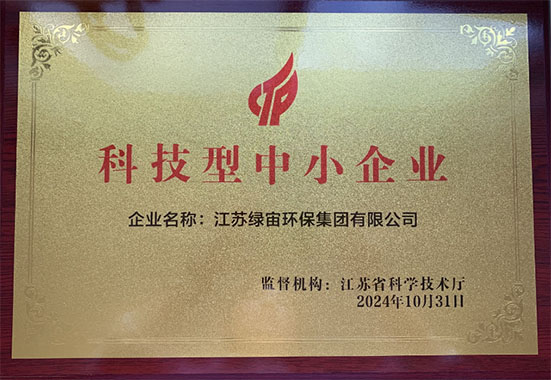 科技型中小企业
企业名称：江苏绿宙环保集团有限公司
监督机构：江苏省科学技术厅
2024年10月31日